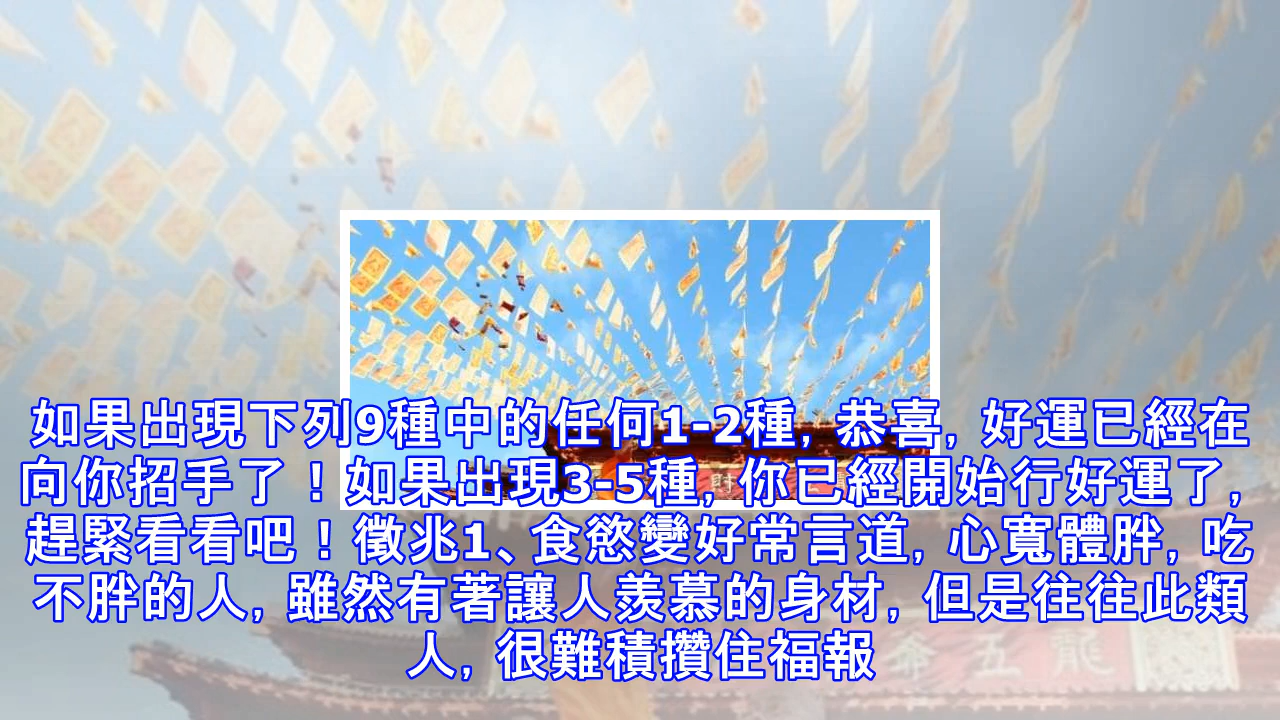 如果出現下列9種中的任何1-2種, 恭喜, 好運已經在
向你招手了！如果出現3-5種, 你已經開始行好運了,
趕緊看看吧！徵兆1、食慾變好常言道, 心寬體胖, 吃
不胖的人, 雖然有著讓人羨慕的身材, 但是往往此類
人, 很難積攢住福報
爺五龍